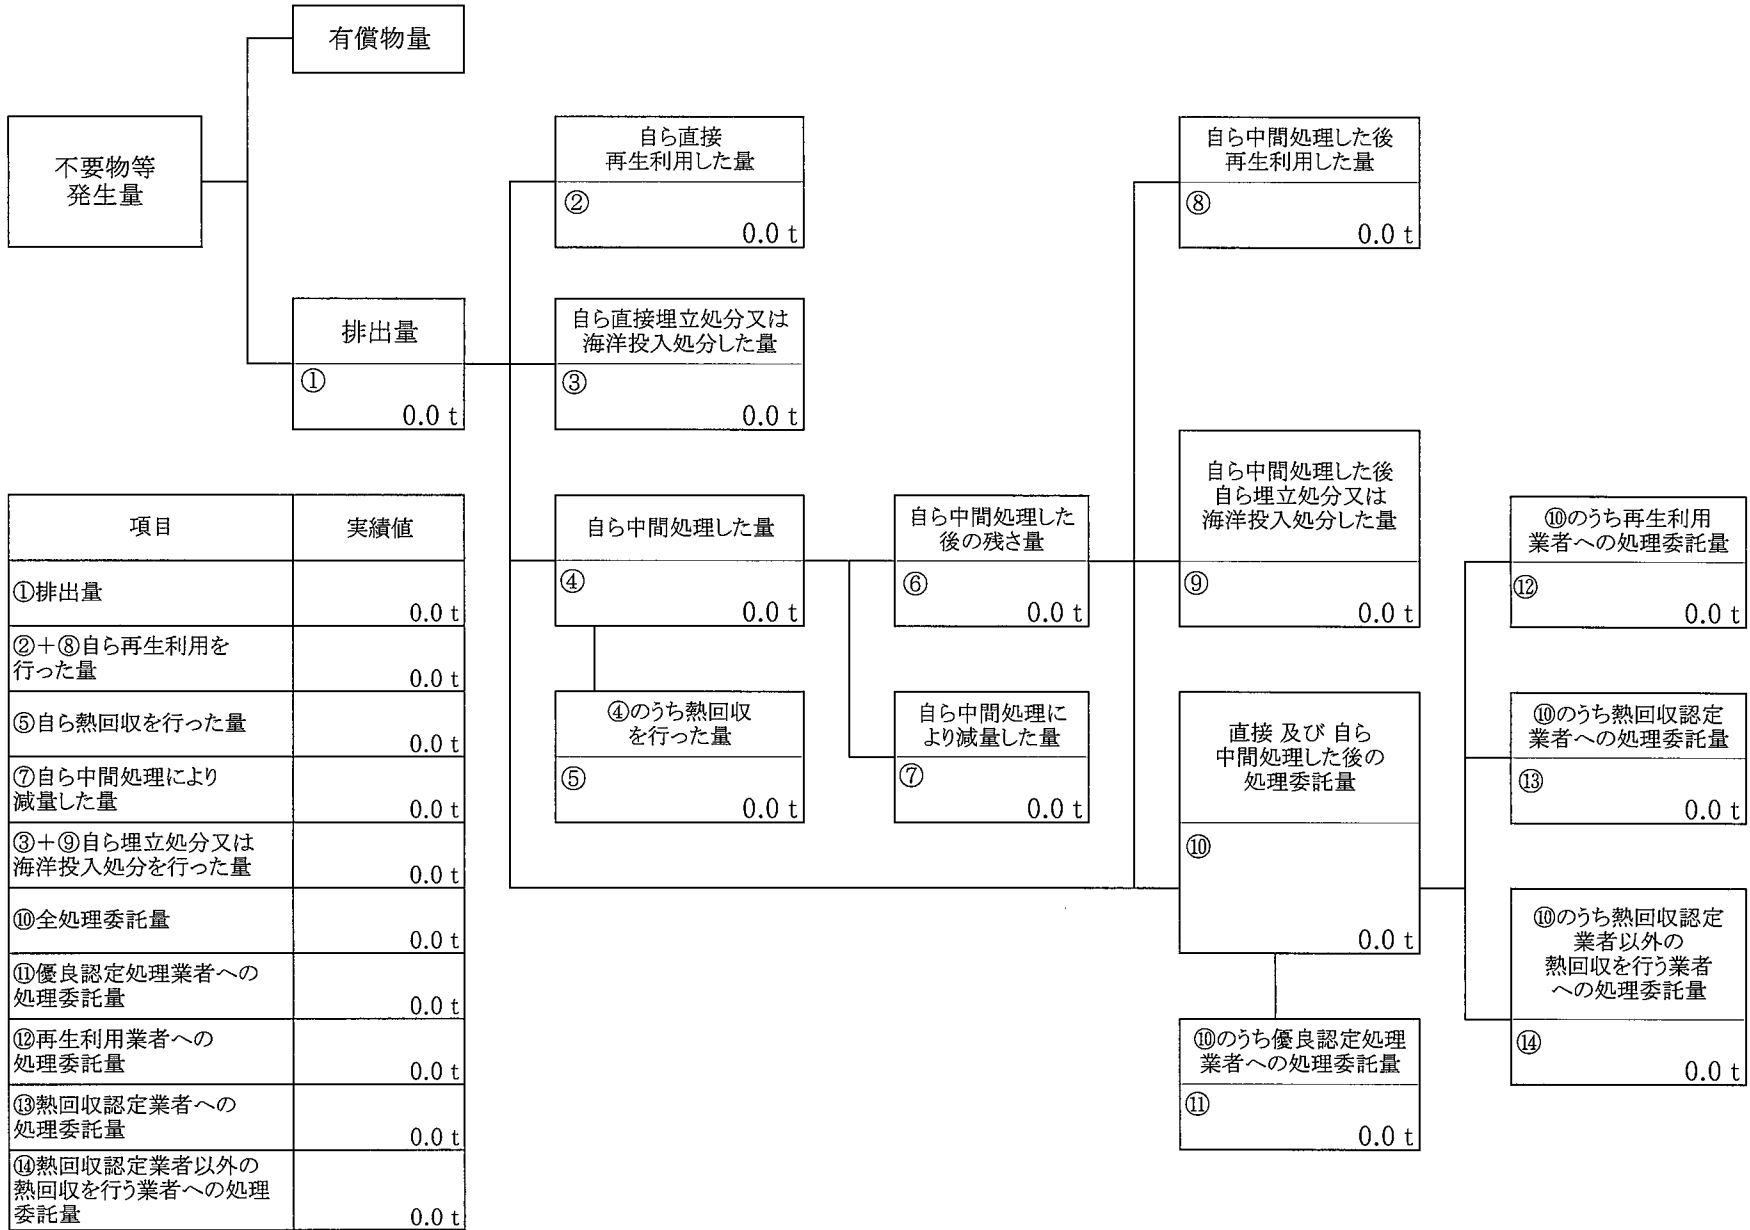 有償物量
不要物等
発生量
排出量
①
0.0 t
自ら直接
再生利用した量
②
0.0 t
自ら直接埋立処分又は
海洋投入処分した量
③
0.0 t
自ら中間処理した量
④
0.0 t
④のうち熱回収
を行った量
⑤
0.0 t
自ら中間処理した
後の残さ量
⑥
0.0 t
自ら中間処理に
より減量した量
⑦
0.0 t
自ら中間処理した後
再生利用した量
⑧
0.0 t
自ら中間処理した後
自ら埋立処分又は
海洋投入処分した量
⑨
0.0 t
直接 及び 自ら
中間処理した後の
処理委託量
⑩
0.0 t
⑩のうち優良認定処理
業者への処理委託量
⑪
0.0 t
⑩のうち再生利用
業者への処理委託量
⑫
0.0 t
⑩のうち熱回収認定
業者への処理委託量
⑬
0.0 t
⑩のうち熱回収認定
業者以外の
熱回収を行う業者
への処理委託量
⑭
0.0 t
項目 実績値
①排出量
0.0 t
②＋⑧自ら再生利用を
行った量
0.0 t
⑤自ら熱回収を行った量
0.0 t
⑦自ら中間処理により
減量した量
0.0 t
③＋⑨自ら埋立処分又は
海洋投入処分を行った量
0.0 t
⑩全処理委託量
0.0 t
⑪優良認定処理業者への
処理委託量
0.0 t
⑫再生利用業者への
処理委託量
0.0 t
⑬熱回収認定業者への
処理委託量
0.0 t
⑭熱回収認定業者以外の
熱回収を行う業者への処理
委託量
0.0 t